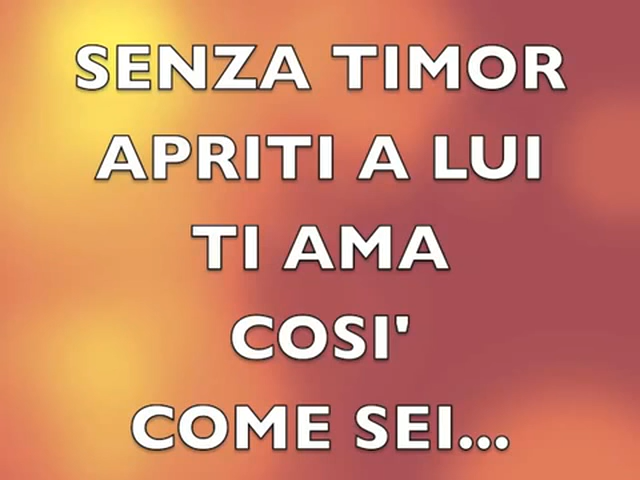 SENZA TIMOR
APRITI A LUI
TI AMA
COSI'
COME SEI...